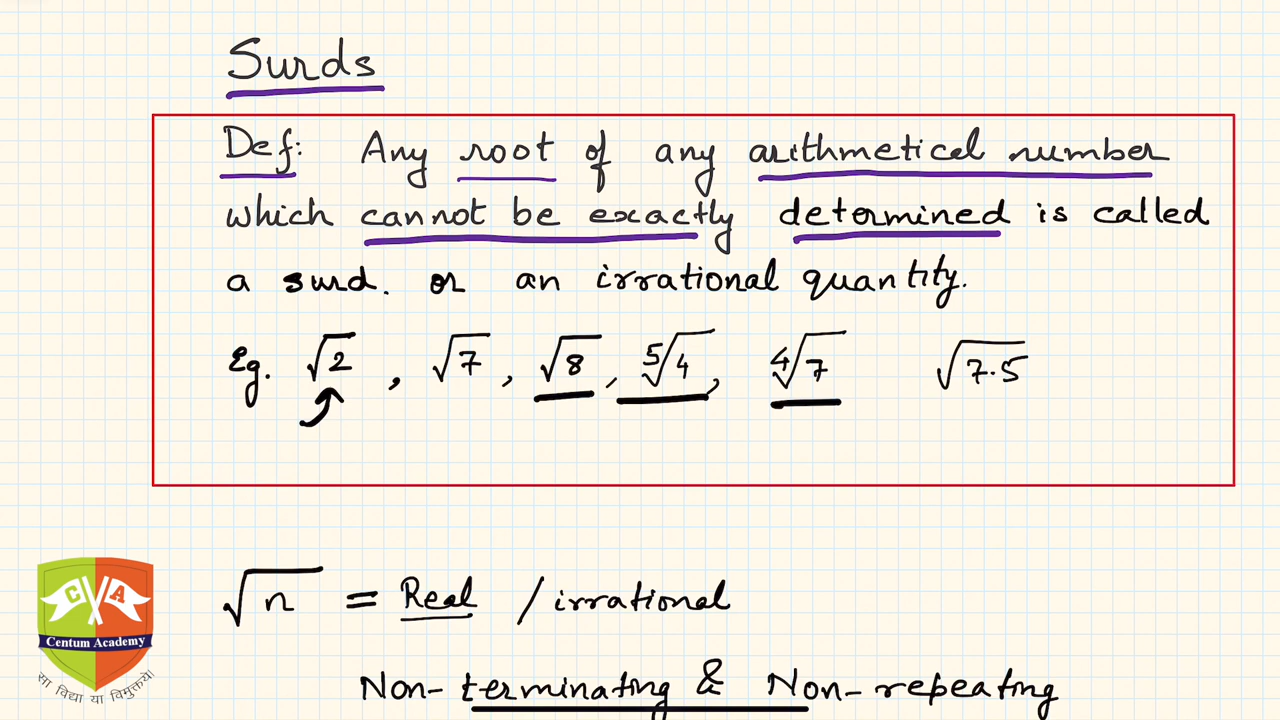 Surds
Def: Any root of any arithmetical number
which cannot be exactly determined is called
a surd. or an irrational quantity.
Eg. √2 , √7 , √8 , ⁵√4 , ⁴√7 √7.5
√n = Real / irrational
C A
Centum Academy
सा विद्या या विमुक्तये।
Non-terminating & Non-repeating